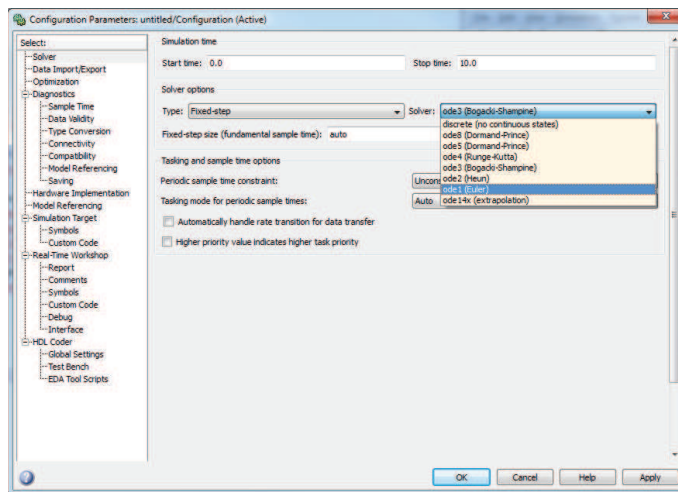 Configuration Parameters: untitled/Configuration (Active)
Select:
Solver
Data Import/Export
Optimization
Diagnostics
Sample Time
Data Validity
Type Conversion
Connectivity
Compatibility
Model Referencing
Saving
Hardware Implementation
Model Referencing
Simulation Target
Symbols
Custom Code
Real-Time Workshop
Report
Comments
Symbols
Custom Code
Debug
Interface
HDL Coder
Global Settings
Test Bench
EDA Tool Scripts
Simulation time
Start time: 0.0 Stop time: 10.0
Solver options
Type: Fixed-step Solver: ode3 (Bogacki-Shampine)
discrete (no continuous states)
ode8 (Dormand-Prince)
Fixed-step size (fundamental sample time): auto ode5 (Dormand-Prince)
ode4 (Runge-Kutta)
ode3 (Bogacki-Shampine)
Tasking and sample time options
ode2 (Heun)
Periodic sample time constraint: Uncons ode1 (Euler)
Tasking mode for periodic sample times: Auto ode14x (extrapolation)
Automatically handle rate transition for data transfer
Higher priority value indicates higher task priority
OK Cancel Help Apply